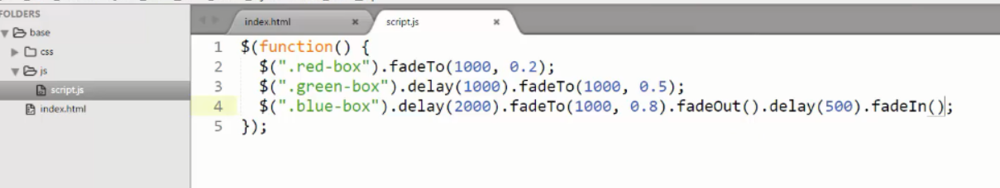 FOLDERS
base
css
js
script.js
index.html
index.html ×
script.js ×
1 $(function() {
2 $(".red-box").fadeTo(1000, 0.2);
3 $(".green-box").delay(1000).fadeTo(1000, 0.5);
4 $(".blue-box").delay(2000).fadeTo(1000, 0.8).fadeOut().delay(500).fadeIn();
5 });